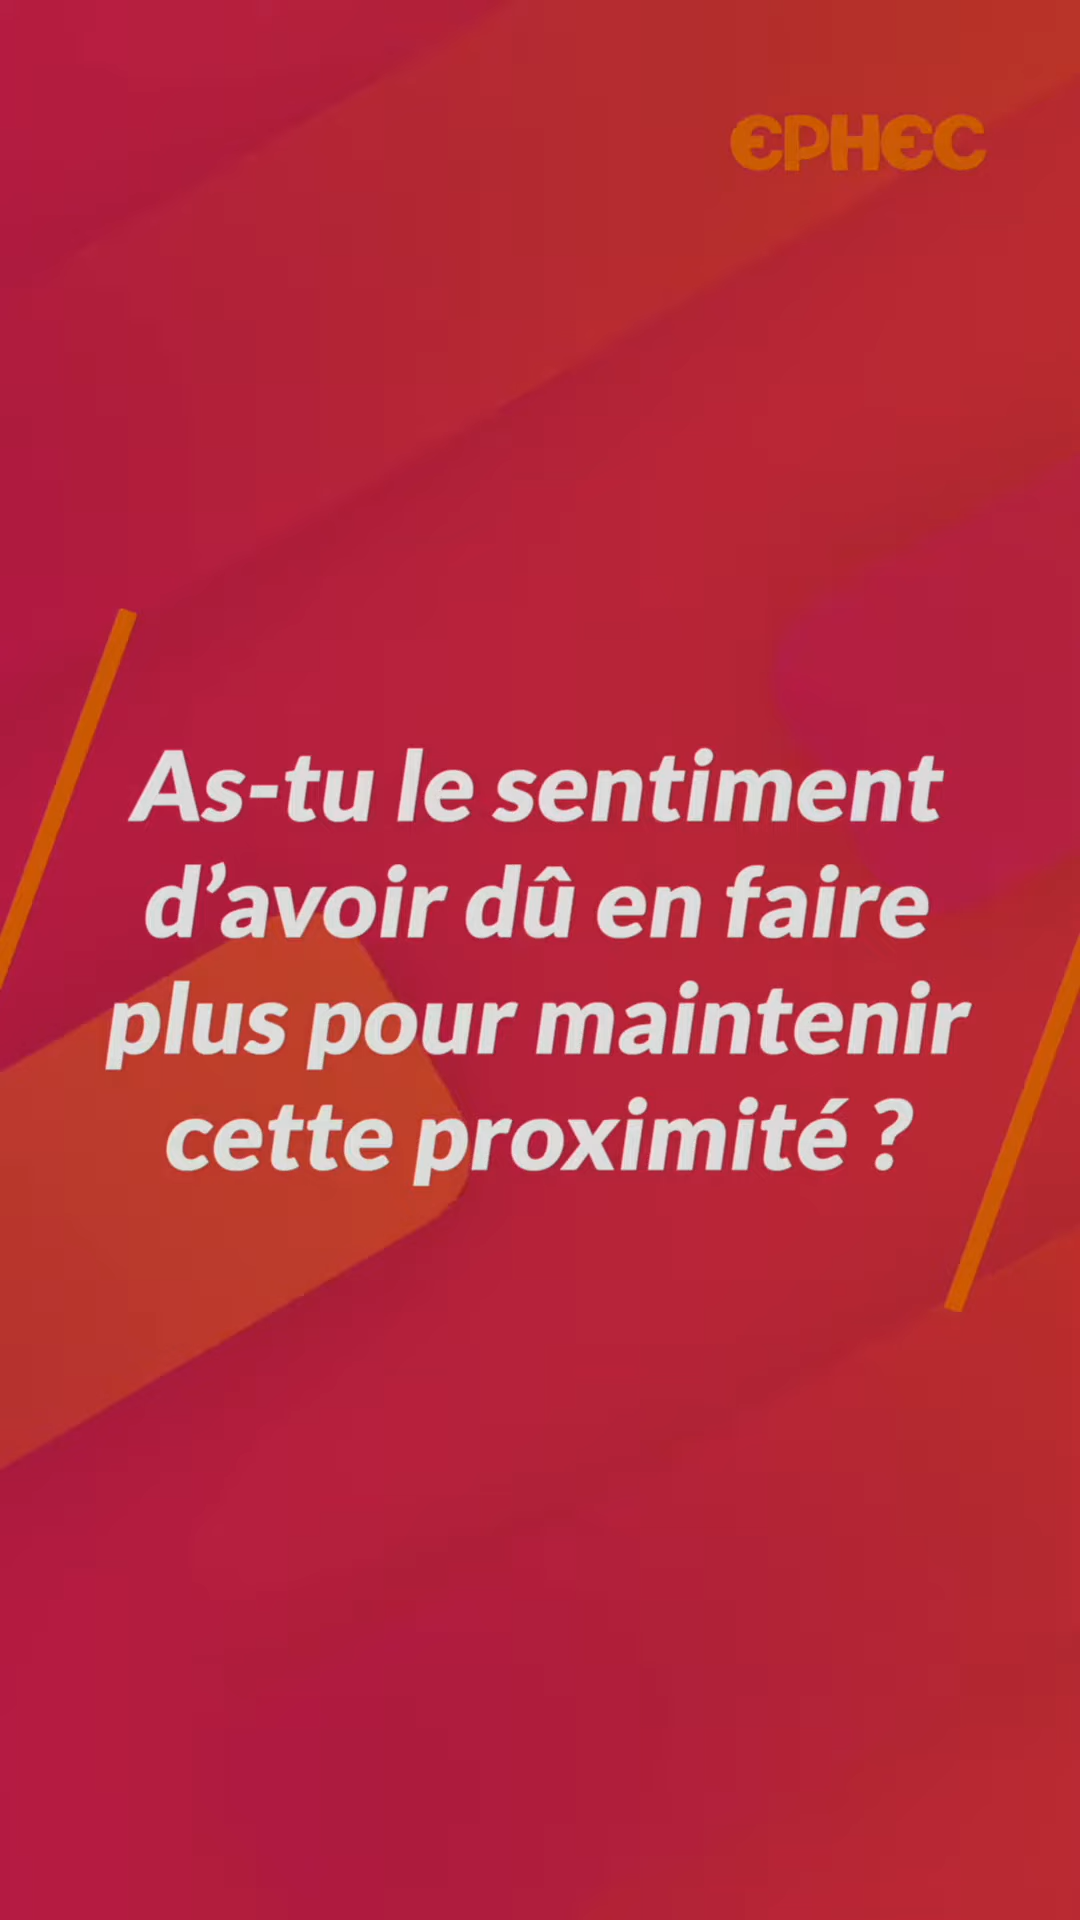 EPHEC
As-tu le sentiment
d’avoir dû en faire
plus pour maintenir
cette proximité ?